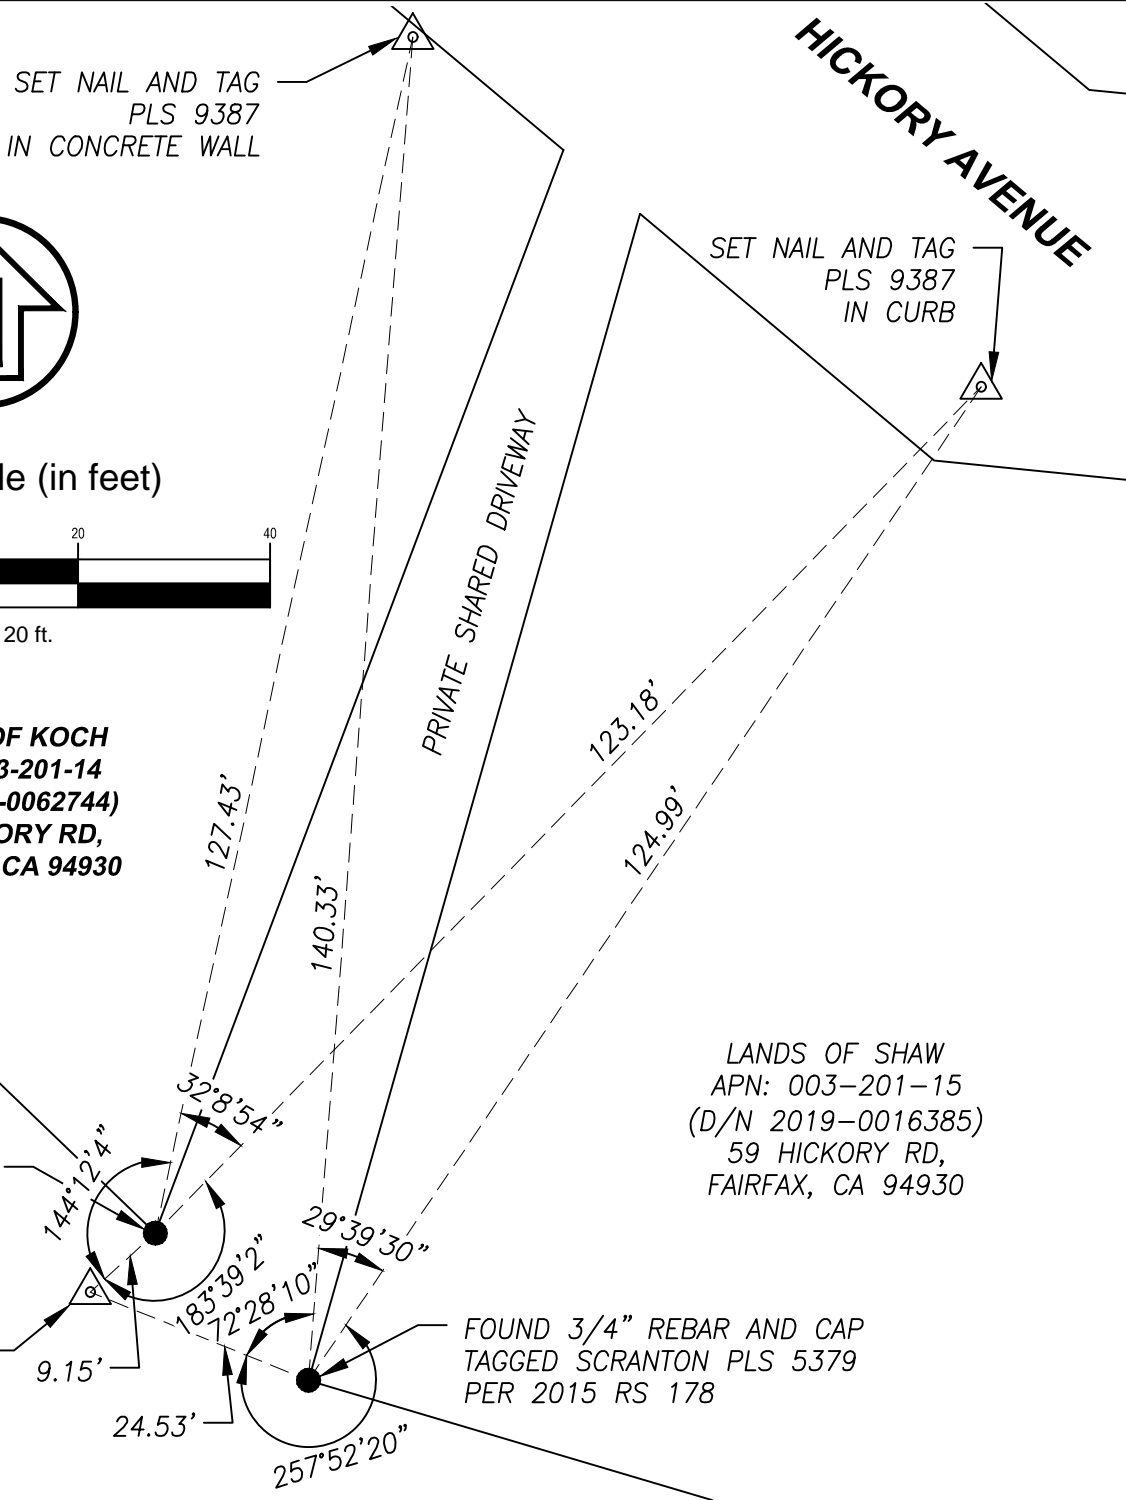 HICKORY AVENUE
SET NAIL AND TAG
PLS 9387
IN CONCRETE WALL
SET NAIL AND TAG
PLS 9387
IN CURB
(in feet)
20
40
20 ft.
PRIVATE SHARED DRIVEWAY
OF KOCH
3-201-14
-0062744)
ORY RD,
CA 94930
127.43'
140.33'
123.18'
124.99'
LANDS OF SHAW
APN: 003-201-15
(D/N 2019-0016385)
59 HICKORY RD,
FAIRFAX, CA 94930
32°8'54"
144°12'4"
183°39'2"
29°39'30"
72°28'10"
257°52'20"
9.15'
24.53'
FOUND 3/4" REBAR AND CAP
TAGGED SCRANTON PLS 5379
PER 2015 RS 178